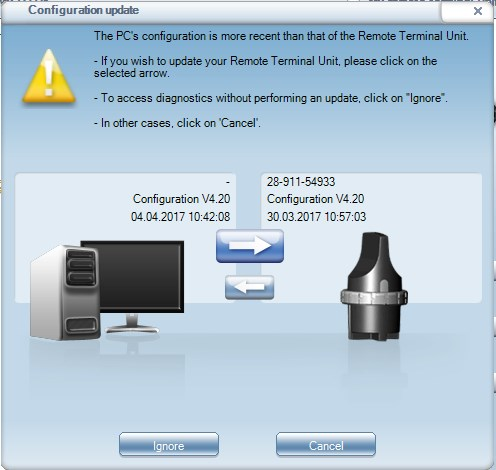 Configuration update
The PC's configuration is more recent than that of the Remote Terminal Unit.
- If you wish to update your Remote Terminal Unit, please click on the
selected arrow.
- To access diagnostics without performing an update, click on "Ignore".
- In other cases, click on 'Cancel'.
-
Configuration V4.20
04.04.2017 10:42:08
28-911-54933
Configuration V4.20
30.03.2017 10:57:03
Ignore
Cancel